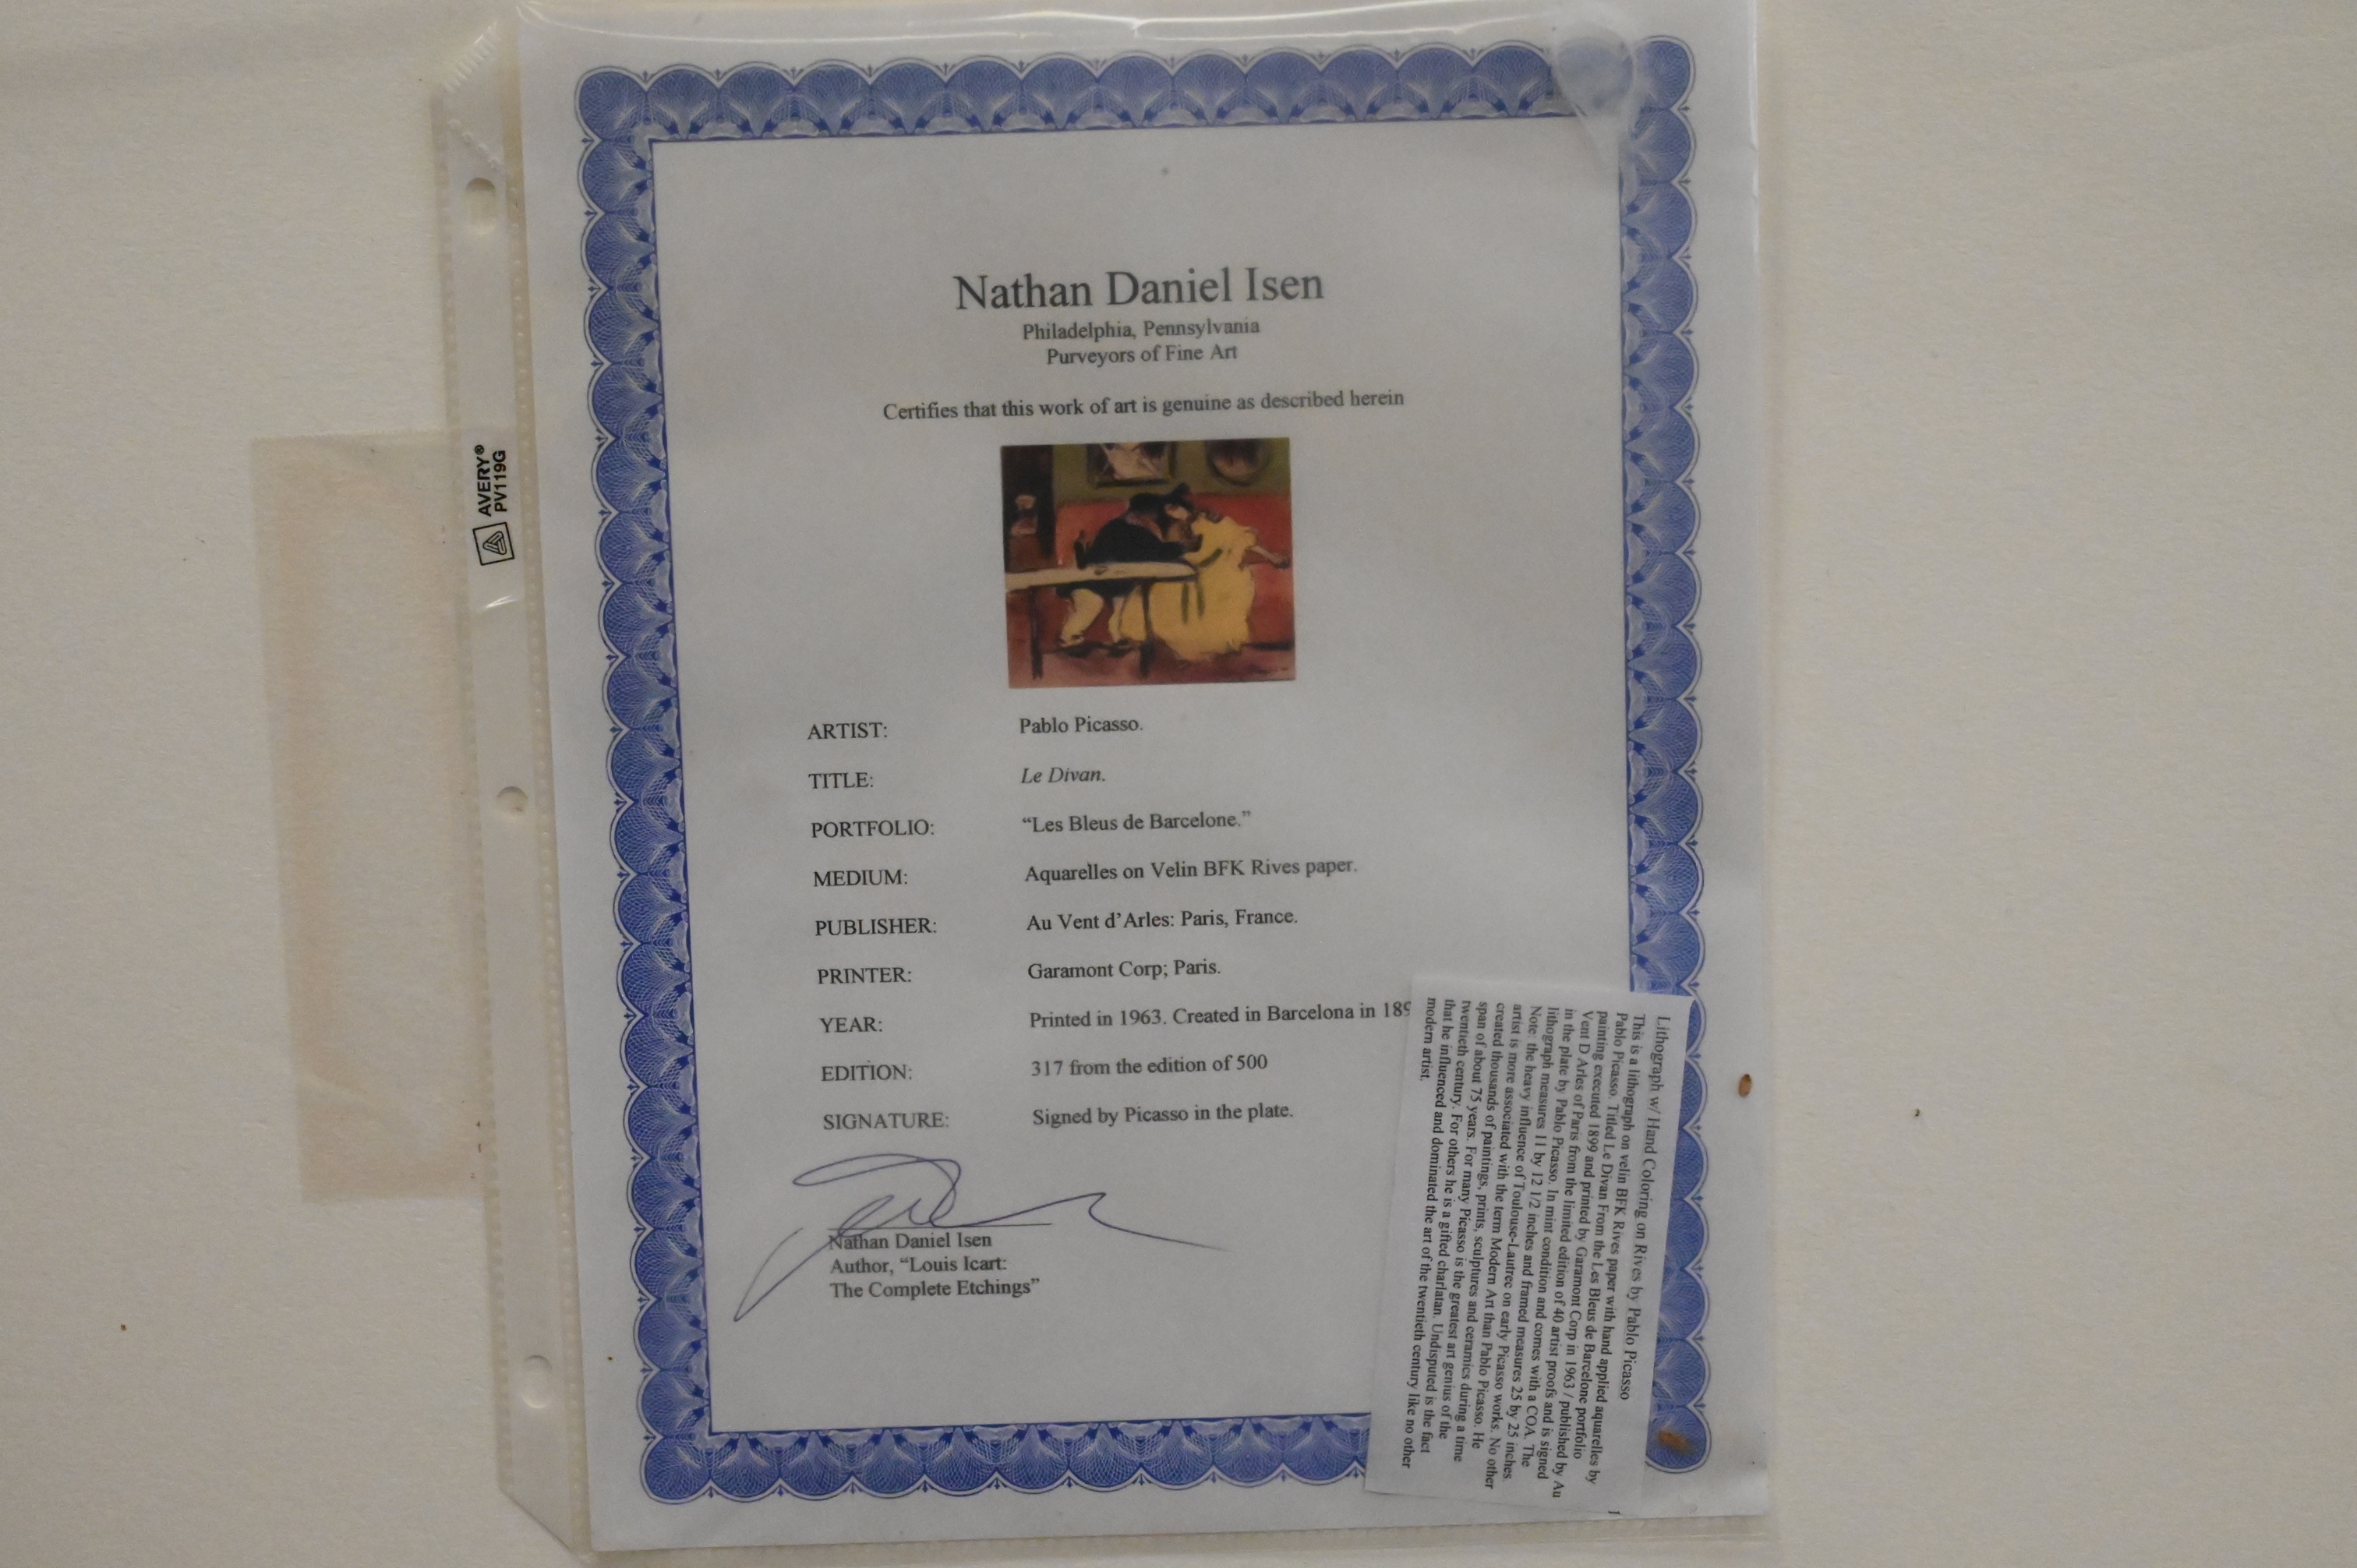 AVERY®
PV119G
Nathan Daniel Isen
Philadelphia, Pennsylvania
Purveyors of Fine Art
Certifies that this work of art is genuine as described herein
ARTIST: Pablo Picasso.
TITLE: Le Divan.
PORTFOLIO: “Les Bleus de Barcelone.”
MEDIUM: Aquarelles on Velin BFK Rives paper.
PUBLISHER: Au Vent d’Arles: Paris, France.
PRINTER: Garamont Corp; Paris.
YEAR: Printed in 1963. Created in Barcelona in 189
EDITION: 317 from the edition of 500
SIGNATURE: Signed by Picasso in the plate.
Nathan Daniel Isen
Author, “Louis Icart:
The Complete Etchings”
Lithograph w/ Hand Coloring on Rives by Pablo Picasso
This is a lithograph on velin BFK Rives paper with hand applied aquarelles by
Pablo Picasso. Titled Le Divan From the Les Bleus de Barcelone portfolio
painting executed 1899 and printed by Garamont Corp in 1963 / published by Au
Vent D Arles of Paris from the limited edition of 40 artist proofs and is signed
in the plate by Pablo Picasso. In mint condition and comes with a COA. The
lithograph measures 11 by 12 1/2 inches and framed measures 25 by 25 inches.
Note: the heavy influence of Toulouse-Lautrec on early Picasso works. No other
artist is more associated with the term Modern Art than Pablo Picasso. He
created thousands of paintings, prints, sculptures and ceramics during a time
span of about 75 years. For many Picasso is the greatest art genius of the
twentieth century. For others he is a gifted charlatan. Undisputed is the fact
that he influenced and dominated the art of the twentieth century like no other
modern artist.